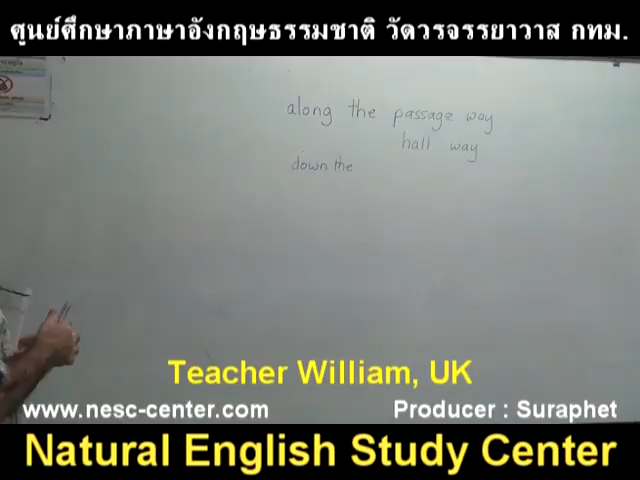 ศูนย์ศึกษาภาษาอังกฤษธรรมชาติ วัดวรจรรยาวาส กทม.
along the passage way
hall way
down the
Teacher William, UK
www.nesc-center.com
Producer : Suraphet
Natural English Study Center